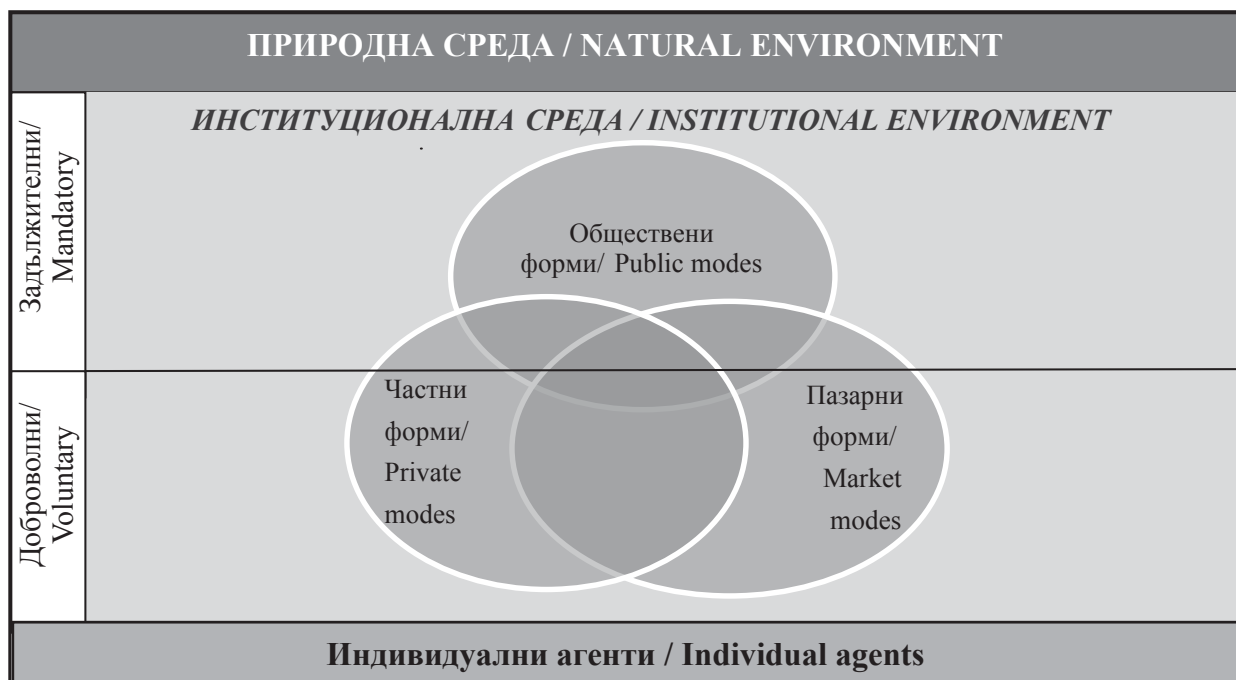 ПРИРОДНА СРЕДА / NATURAL ENVIRONMENT
ИНСТИТУЦИОНАЛНА СРЕДА / INSTITUTIONAL ENVIRONMENT
Задължителни/
Mandatory
Обществени
форми/ Public modes
Доброволни/
Voluntary
Частни
форми/
Private
modes
Пазарни
форми/
Market
modes
Индивидуални агенти / Individual agents